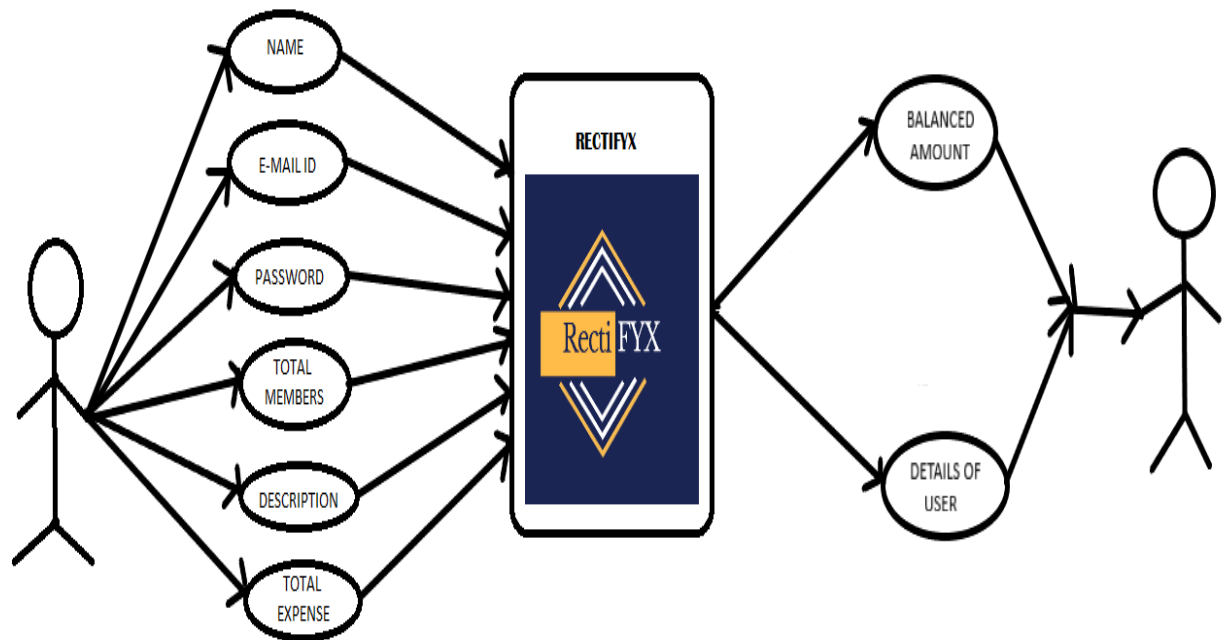 NAME
E-MAIL ID
PASSWORD
TOTAL
MEMBERS
DESCRIPTION
TOTAL
EXPENSE
RECTIFYX
Recti FYX
BALANCED
AMOUNT
DETAILS OF
USER